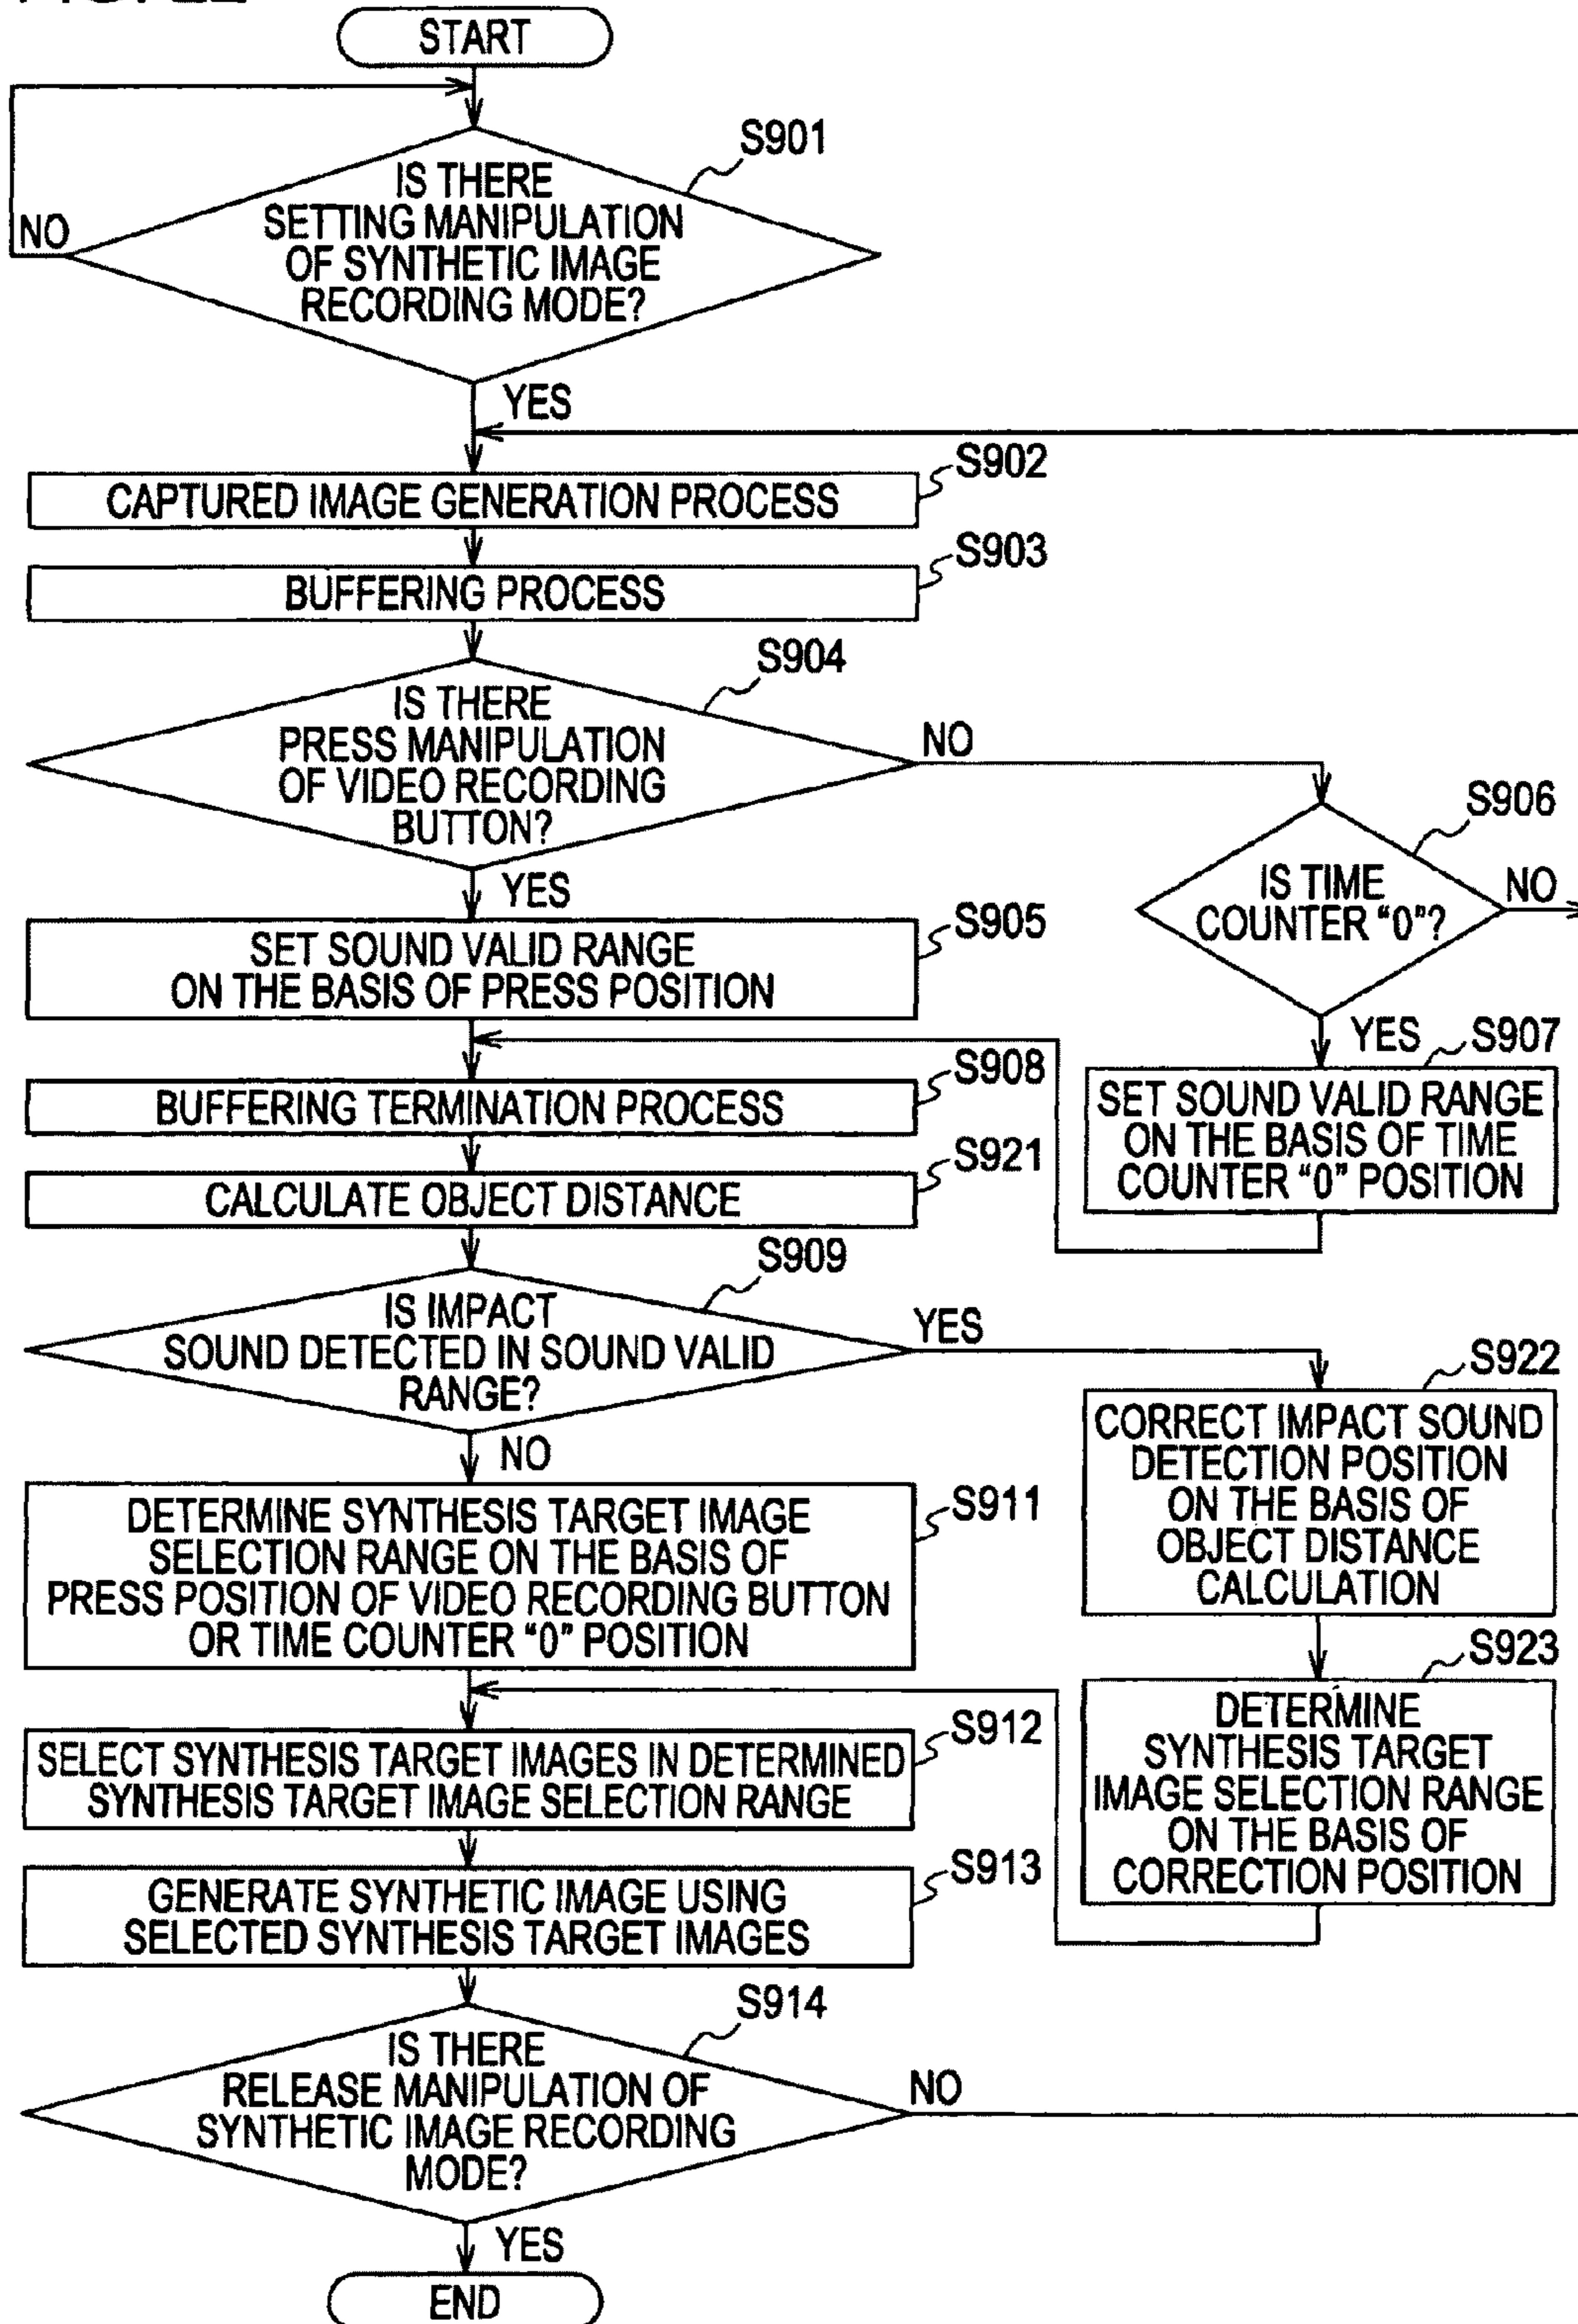 START
S901
IS THERE
SETTING MANIPULATION
OF SYNTHETIC IMAGE
RECORDING MODE?
NO
YES
S902
CAPTURED IMAGE GENERATION PROCESS
S903
BUFFERING PROCESS
S904
IS THERE
PRESS MANIPULATION
OF VIDEO RECORDING
BUTTON?
NO
YES
S906
IS TIME
COUNTER "0"?
NO
YES
S905
SET SOUND VALID RANGE
ON THE BASIS OF PRESS POSITION
S907
SET SOUND VALID RANGE
ON THE BASIS OF TIME
COUNTER "0" POSITION
S908
BUFFERING TERMINATION PROCESS
S921
CALCULATE OBJECT DISTANCE
S909
IS IMPACT
SOUND DETECTED IN SOUND VALID
RANGE?
YES
NO
S922
CORRECT IMPACT SOUND
DETECTION POSITION
ON THE BASIS OF
OBJECT DISTANCE
CALCULATION
S911
DETERMINE SYNTHESIS TARGET IMAGE
SELECTION RANGE ON THE BASIS OF
PRESS POSITION OF VIDEO RECORDING BUTTON
OR TIME COUNTER "0" POSITION
S923
DETERMINE
SYNTHESIS TARGET
IMAGE SELECTION RANGE
ON THE BASIS OF
CORRECTION POSITION
S912
SELECT SYNTHESIS TARGET IMAGES IN DETERMINED
SYNTHESIS TARGET IMAGE SELECTION RANGE
S913
GENERATE SYNTHETIC IMAGE USING
SELECTED SYNTHESIS TARGET IMAGES
S914
IS THERE
RELEASE MANIPULATION OF
SYNTHETIC IMAGE RECORDING
MODE?
NO
YES
END